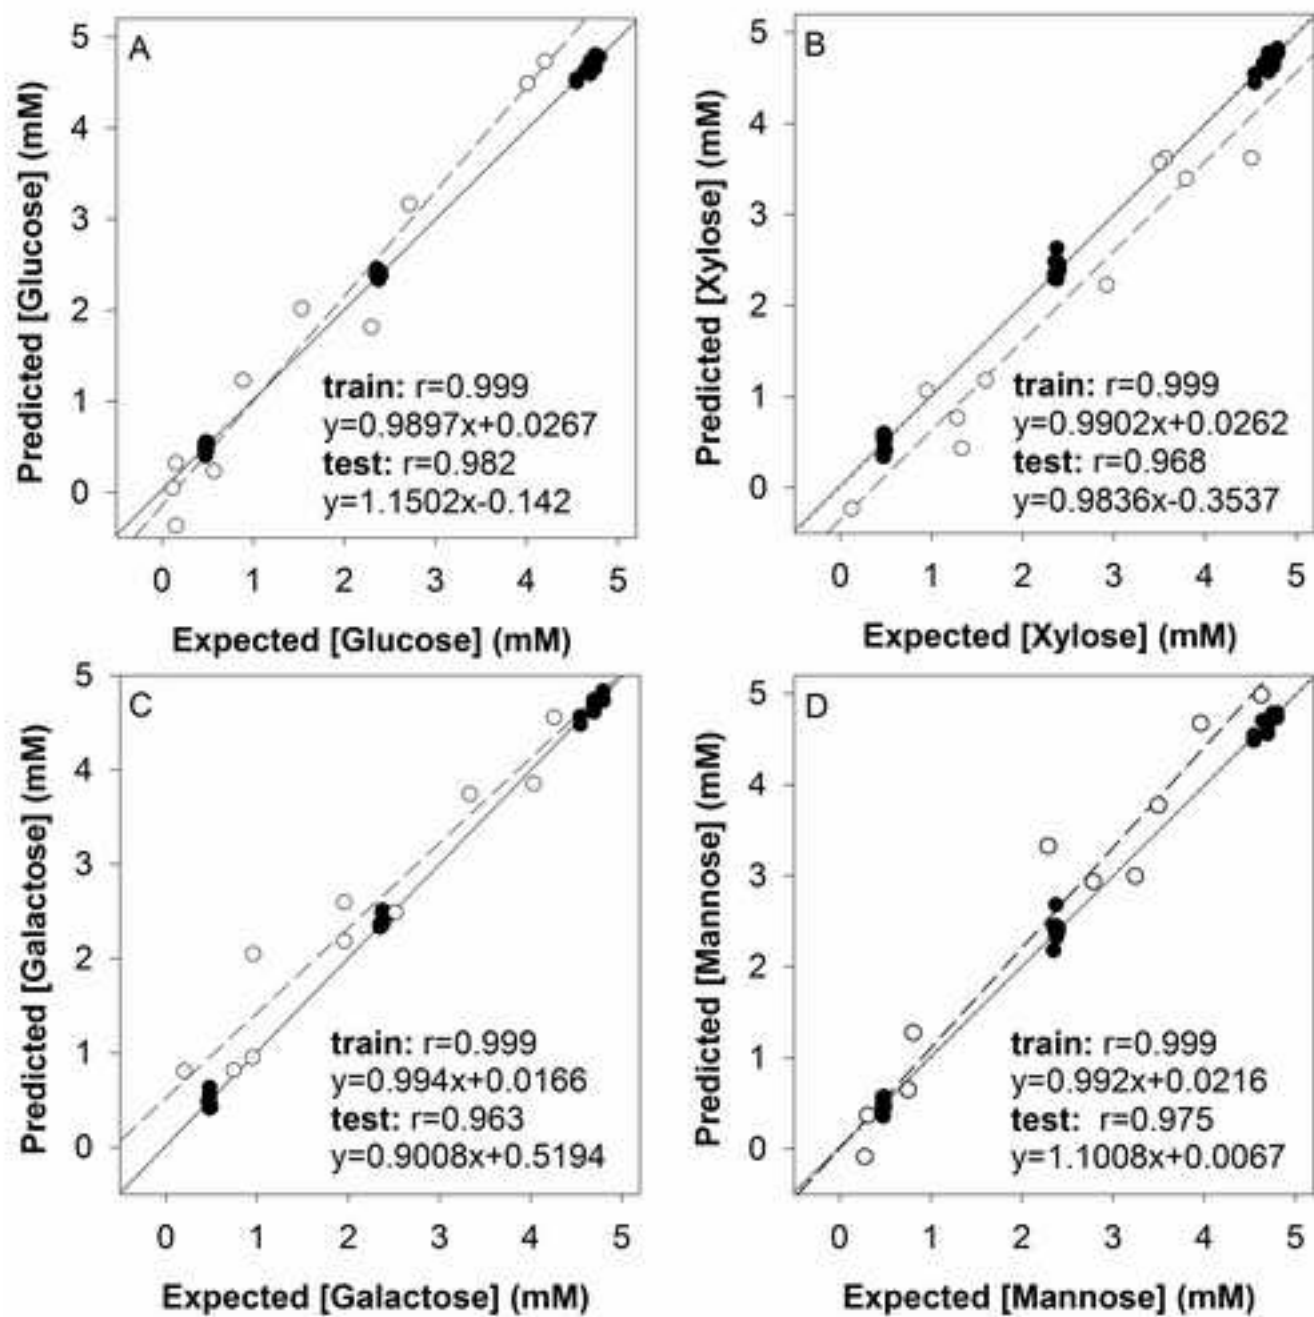 A
Predicted [Glucose] (mM)
5
4
3
2
1
0
train: r=0.999
y=0.9897x+0.0267
test: r=0.982
y=1.1502x-0.142
0 1 2 3 4 5
Expected [Glucose] (mM)
B
Predicted [Xylose] (mM)
5
4
3
2
1
0
train: r=0.999
y=0.9902x+0.0262
test: r=0.968
y=0.9836x-0.3537
0 1 2 3 4 5
Expected [Xylose] (mM)
C
Predicted [Galactose] (mM)
5
4
3
2
1
0
train: r=0.999
y=0.994x+0.0166
test: r=0.963
y=0.9008x+0.5194
0 1 2 3 4 5
Expected [Galactose] (mM)
D
Predicted [Mannose] (mM)
5
4
3
2
1
0
train: r=0.999
y=0.992x+0.0216
test: r=0.975
y=1.1008x+0.0067
0 1 2 3 4 5
Expected [Mannose] (mM)